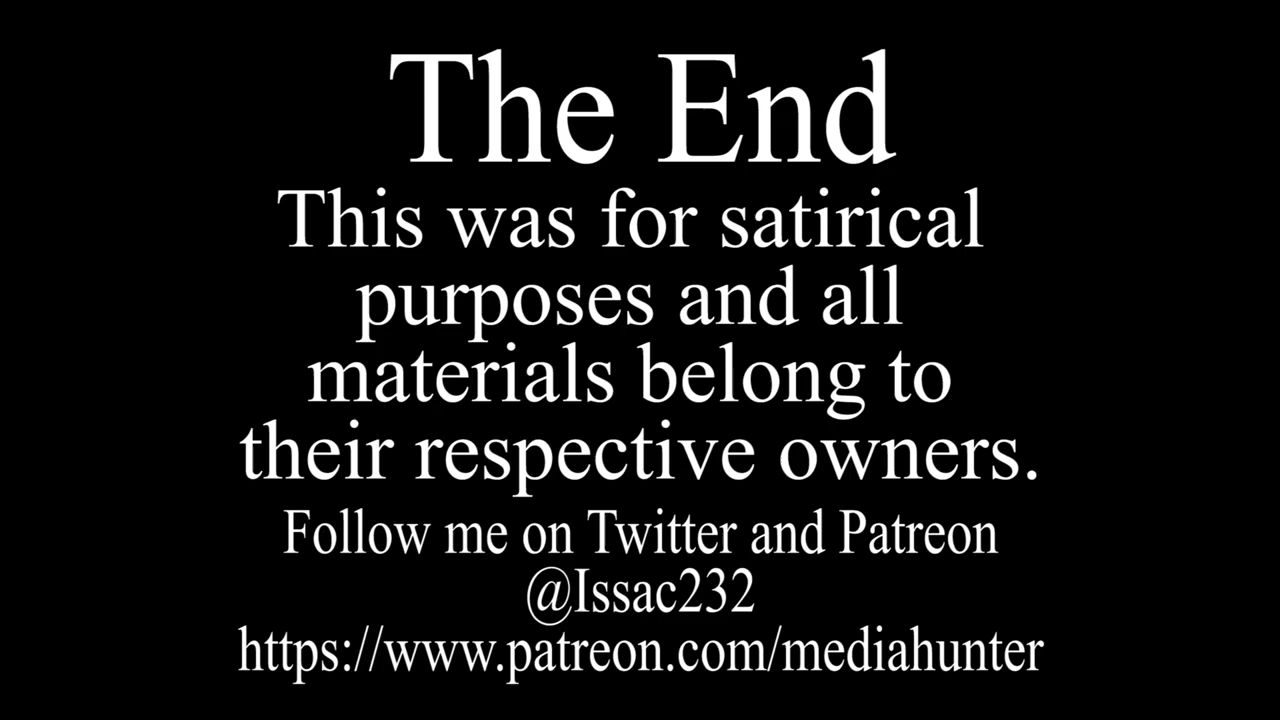 The End
This was for satirical
purposes and all
materials belong to
their respective owners.
Follow me on Twitter and Patreon
@Issac232
https://www.patreon.com/mediahunter